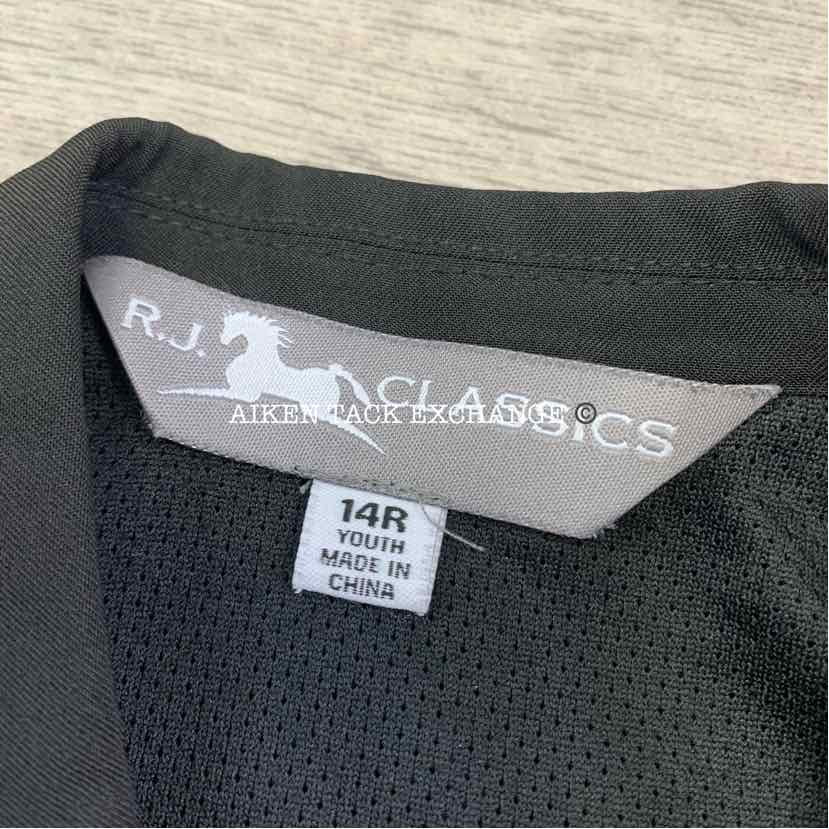 R.J. CLASSICS
AIKEN TACK EXCHANGE ©
14R
YOUTH
MADE IN
CHINA